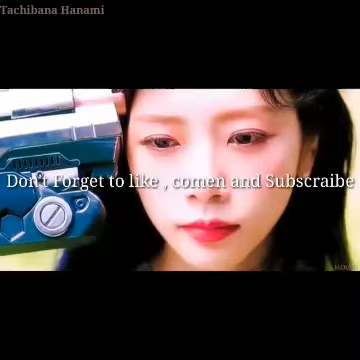 Tachibana Hanami
Don't Forget to like , comen and Subscraibe